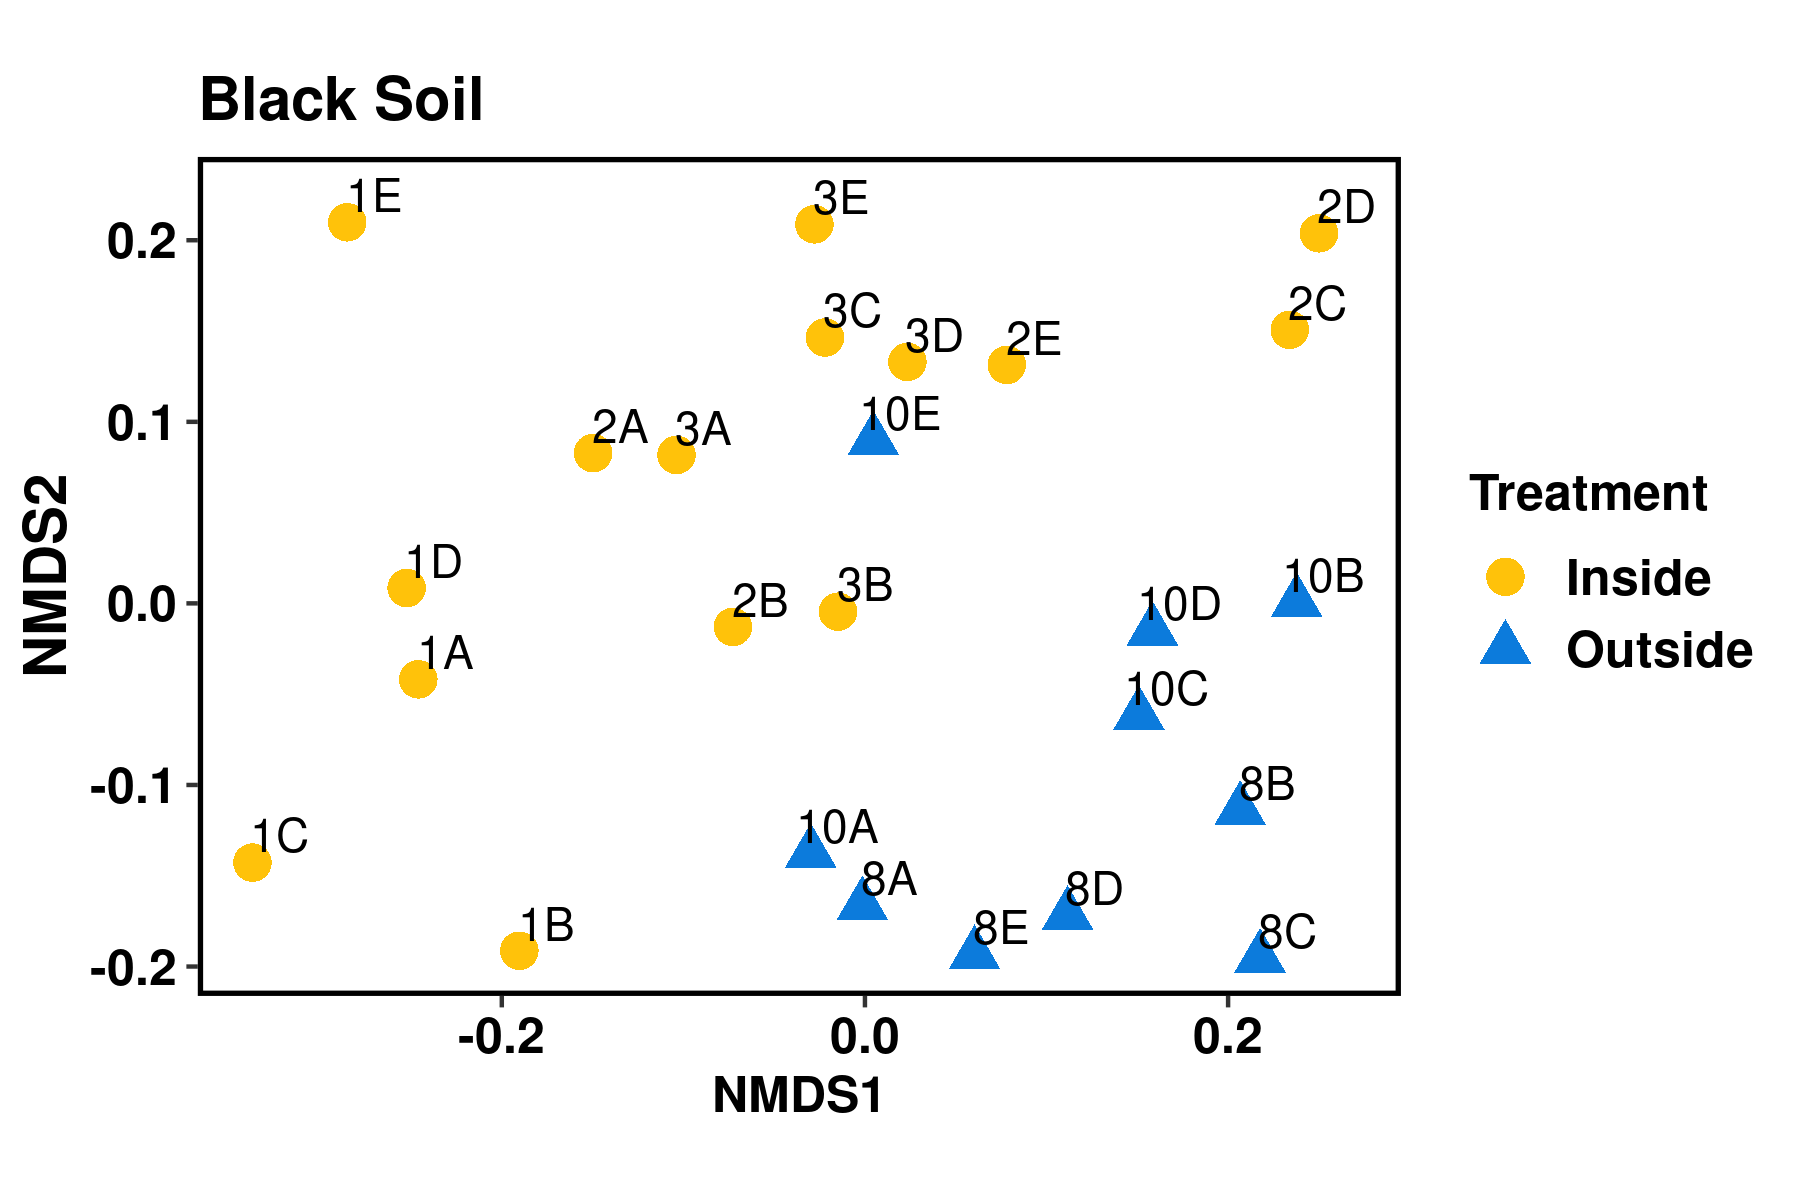 Black Soil
1E
3E
2D
0.2
2C
3C
3D
2E
10E
0.1
2A
3A
1D
10B
2B
3B
10D
0.0
1A
10C
8B
-0.1
10A
1C
8A
8D
8E
8C
1B
-0.2
-0.2
0.0
0.2
NMDS1
NMDS2
Treatment
Inside
Outside